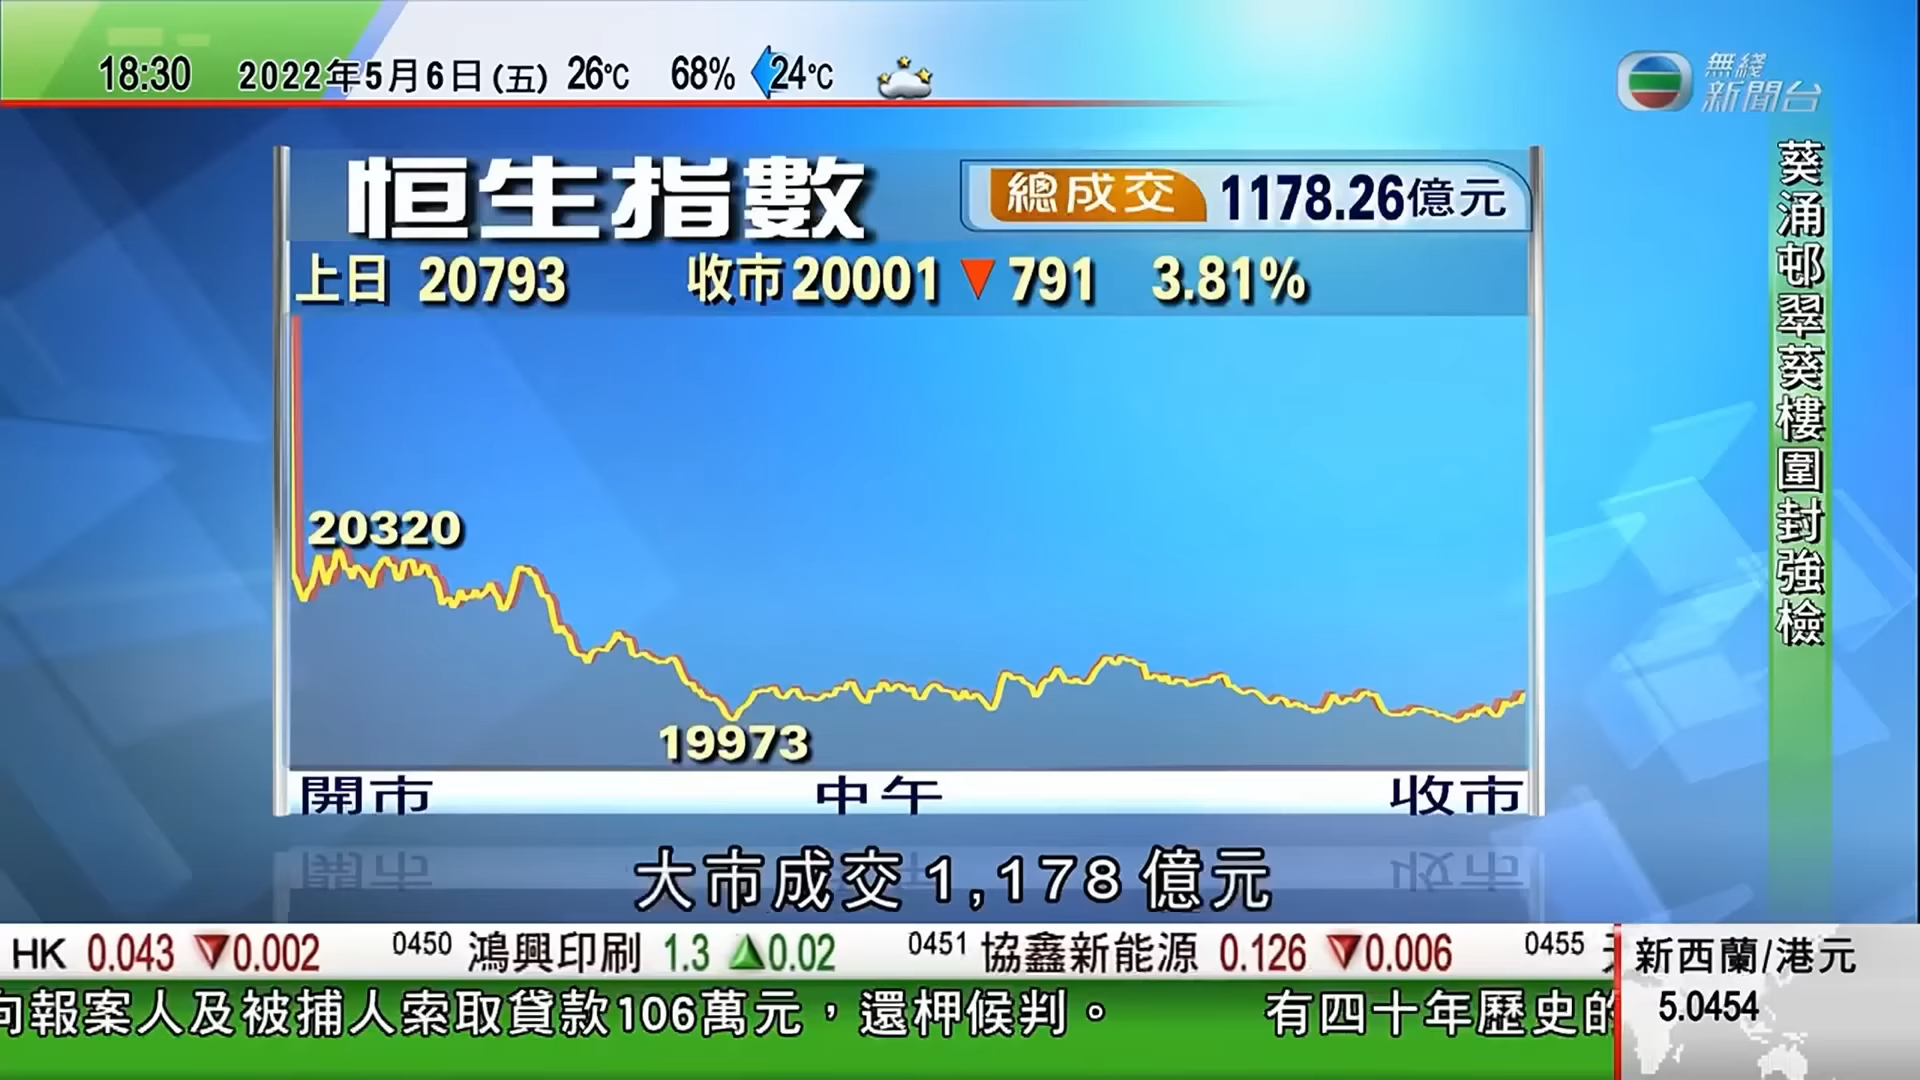 18:30 2022年5月6日(五) 26℃ 68% 24℃
無綫
新聞台
恒生指數
總成交 1178.26億元
上日 20793 收市20001 ▼791 3.81%
葵涌邨翠葵樓圍封強檢
20320
19973
開市 中午 收市
大市成交1,178億元
HK 0.043 ▼0.002 0450 鴻興印刷 1.3 ▲0.02 0451 協鑫新能源 0.126 ▼0.006 0455
向報案人及被捕人索取貸款106萬元，還柙候判。 有四十年歷史的
新西蘭/港元
5.0454